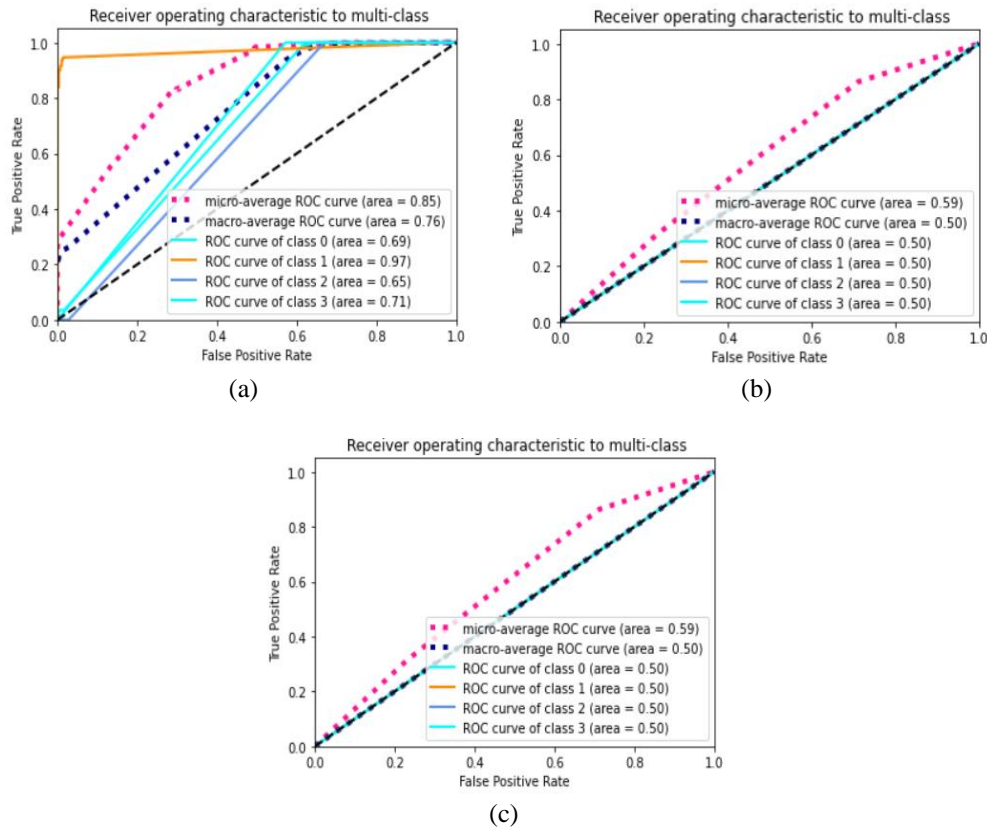 Receiver operating characteristic to multi-class
True Positive Rate
1.0
0.8
0.6
0.4
0.2
0.0
micro-average ROC curve (area = 0.85)
macro-average ROC curve (area = 0.76)
ROC curve of class 0 (area = 0.69)
ROC curve of class 1 (area = 0.97)
ROC curve of class 2 (area = 0.65)
ROC curve of class 3 (area = 0.71)
0.0 0.2 0.4 0.6 0.8 1.0
False Positive Rate
(a)
Receiver operating characteristic to multi-class
True Positive Rate
1.0
0.8
0.6
0.4
0.2
0.0
micro-average ROC curve (area = 0.59)
macro-average ROC curve (area = 0.50)
ROC curve of class 0 (area = 0.50)
ROC curve of class 1 (area = 0.50)
ROC curve of class 2 (area = 0.50)
ROC curve of class 3 (area = 0.50)
0.0 0.2 0.4 0.6 0.8 1.0
False Positive Rate
(b)
Receiver operating characteristic to multi-class
True Positive Rate
1.0
0.8
0.6
0.4
0.2
0.0
micro-average ROC curve (area = 0.59)
macro-average ROC curve (area = 0.50)
ROC curve of class 0 (area = 0.50)
ROC curve of class 1 (area = 0.50)
ROC curve of class 2 (area = 0.50)
ROC curve of class 3 (area = 0.50)
0.0 0.2 0.4 0.6 0.8 1.0
False Positive Rate
(c)